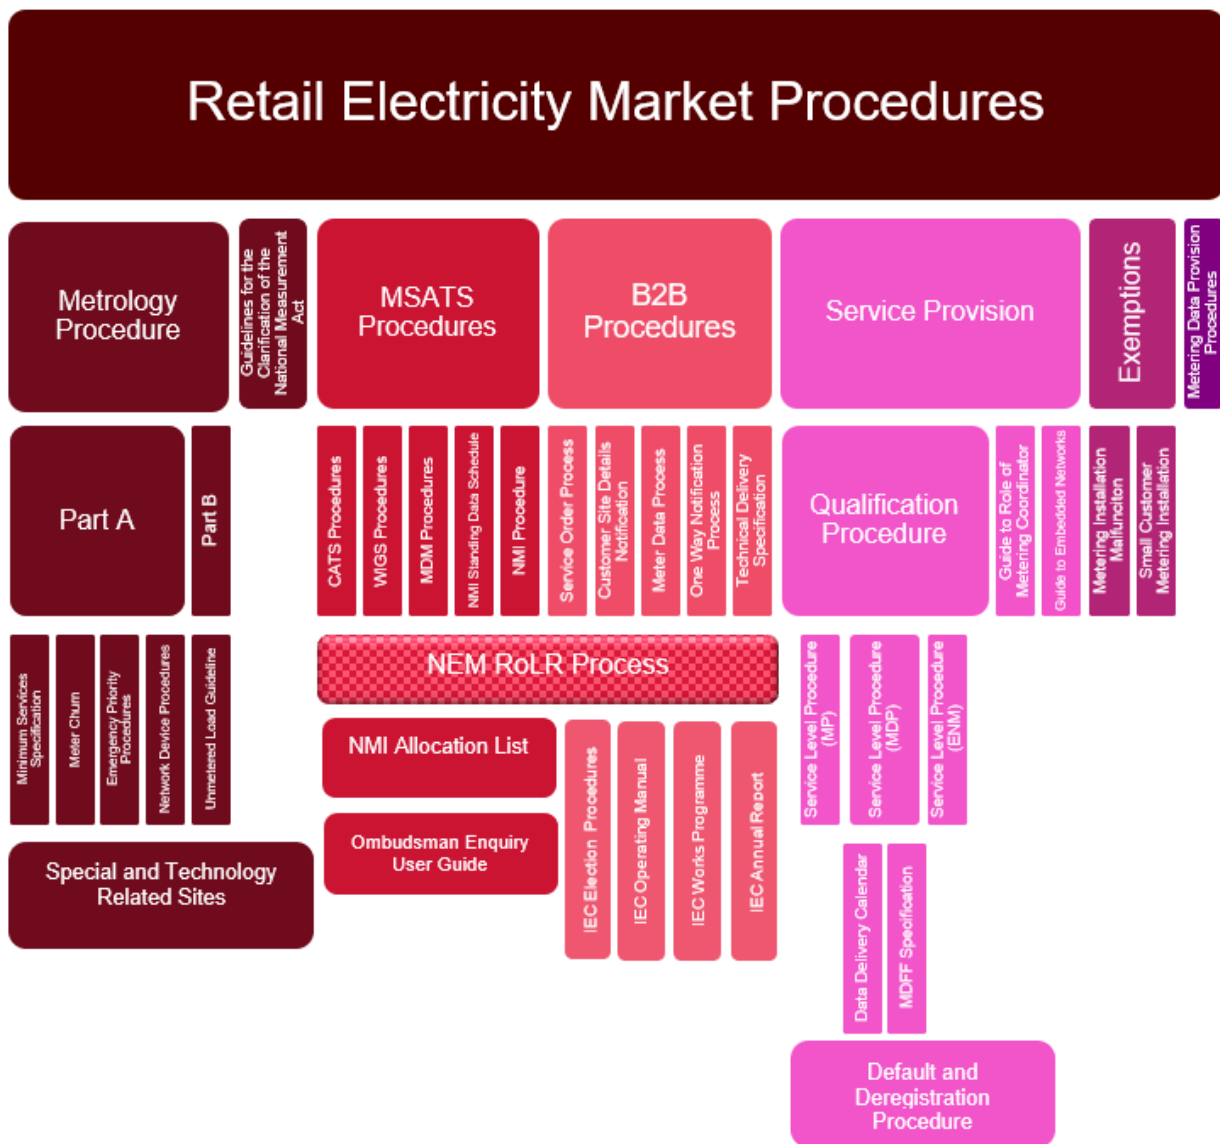 Retail Electricity Market Procedures
Metrology
Procedure
Guidelines for the
Clarification of the
National Measurement
Act
MSATS
Procedures
B2B
Procedures
Service Provision
Exemptions
Metering Data Provision
Procedures
Part A
Part B
CATS Procedures
WIGS Procedures
MDM Procedures
NMI Standing Data Schedule
NMI Procedure
Service Order Process
Customer Site Details
Notification
Meter Data Process
One Way Notification
Process
Technical Delivery
Specification
Qualification
Procedure
Guide to Role of
Metering Coordinator
Guide to Embedded Networks
Metering Installation
Malfunciton
Small Customer
Metering Installation
Minimum Services
Specification
Meter Churn
Emergency Priority
Procedures
Network Device Procedures
Unmetered Load Guideline
NEM RoLR Process
Service Level Procedure
(MP)
Service Level Procedure
(MDP)
Service Level Procedure
(ENM)
NMI Allocation List
Ombudsman Enquiry
User Guide
IEC Election Procedures
IEC Operating Manual
IEC Works Programme
IEC Annual Report
Special and Technology
Related Sites
Data Delivery Calendar
MDFF Specification
Default and
Deregistration
Procedure